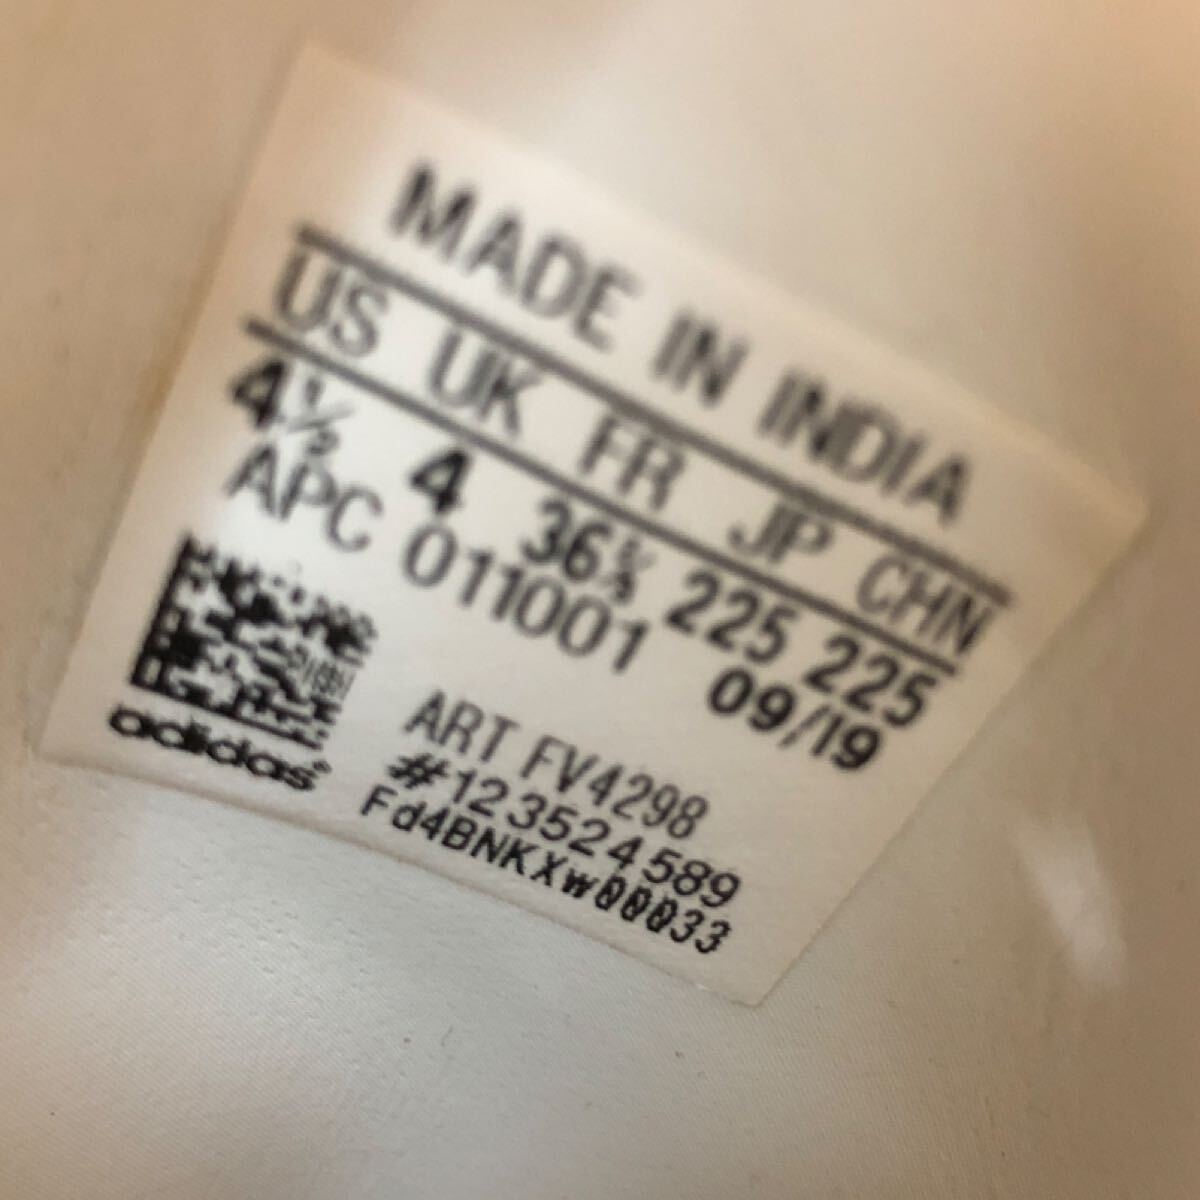 MADE IN INDIA
US UK FR JP CHN
4½ 4 36⅔ 225 225
APC 011001 09/19
ART FV4298
#123524589
Fd4BNKXw00033
adidas